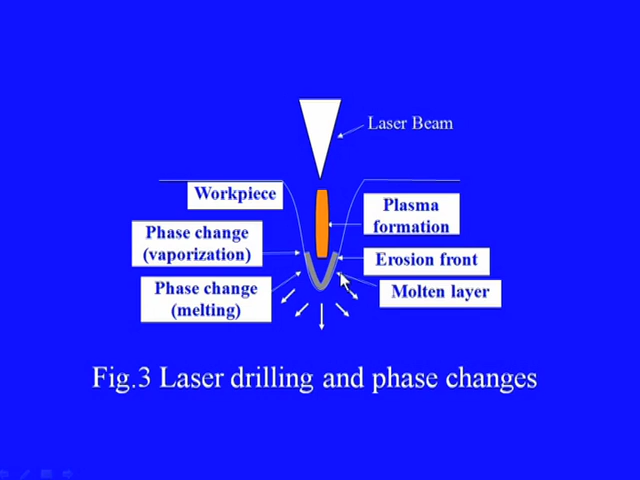 Laser Beam
Workpiece
Plasma
formation
Phase change
(vaporization)
Erosion front
Phase change
(melting)
Molten layer
Fig.3 Laser drilling and phase changes